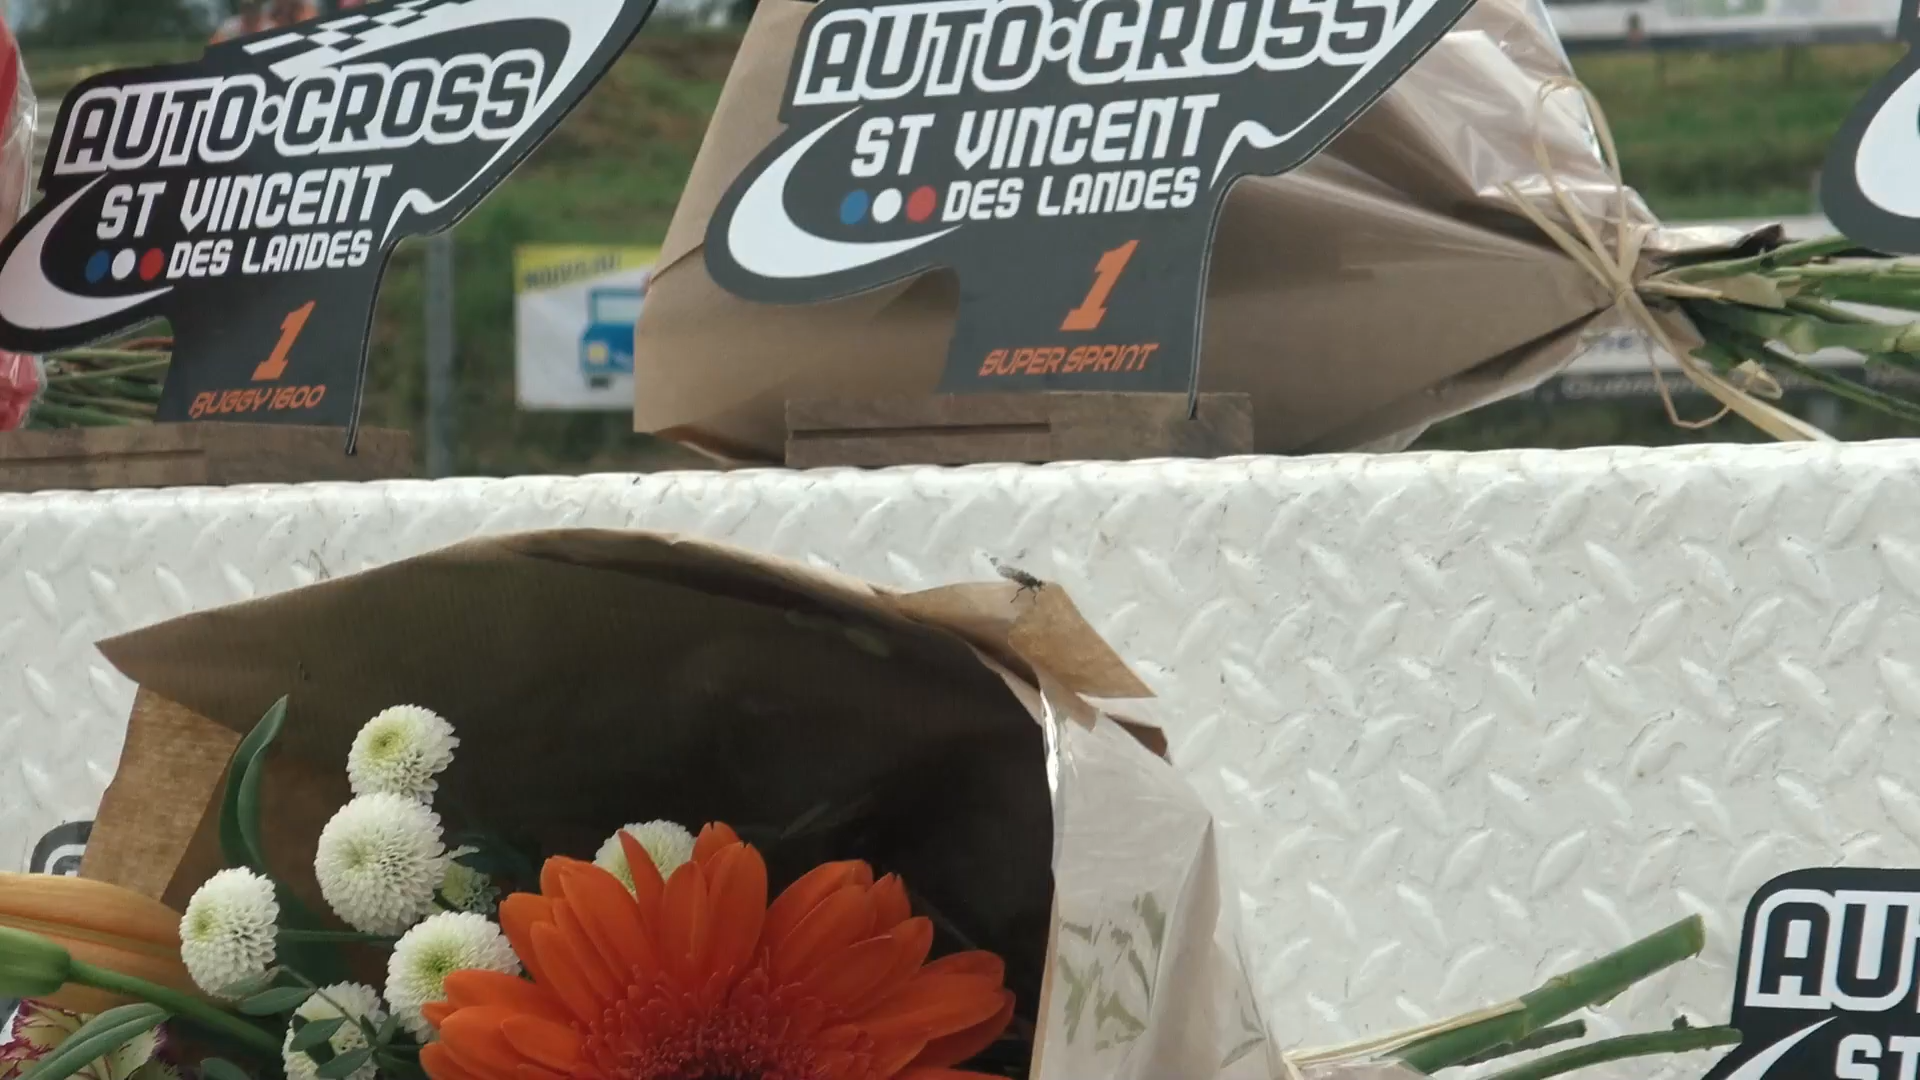 AUTO•CROSS
ST VINCENT
DES LANDES
1
BUGGY 1600
AUTO•CROSS
ST VINCENT
DES LANDES
1
SUPER SPRINT
NOUVEAU
AU
ST